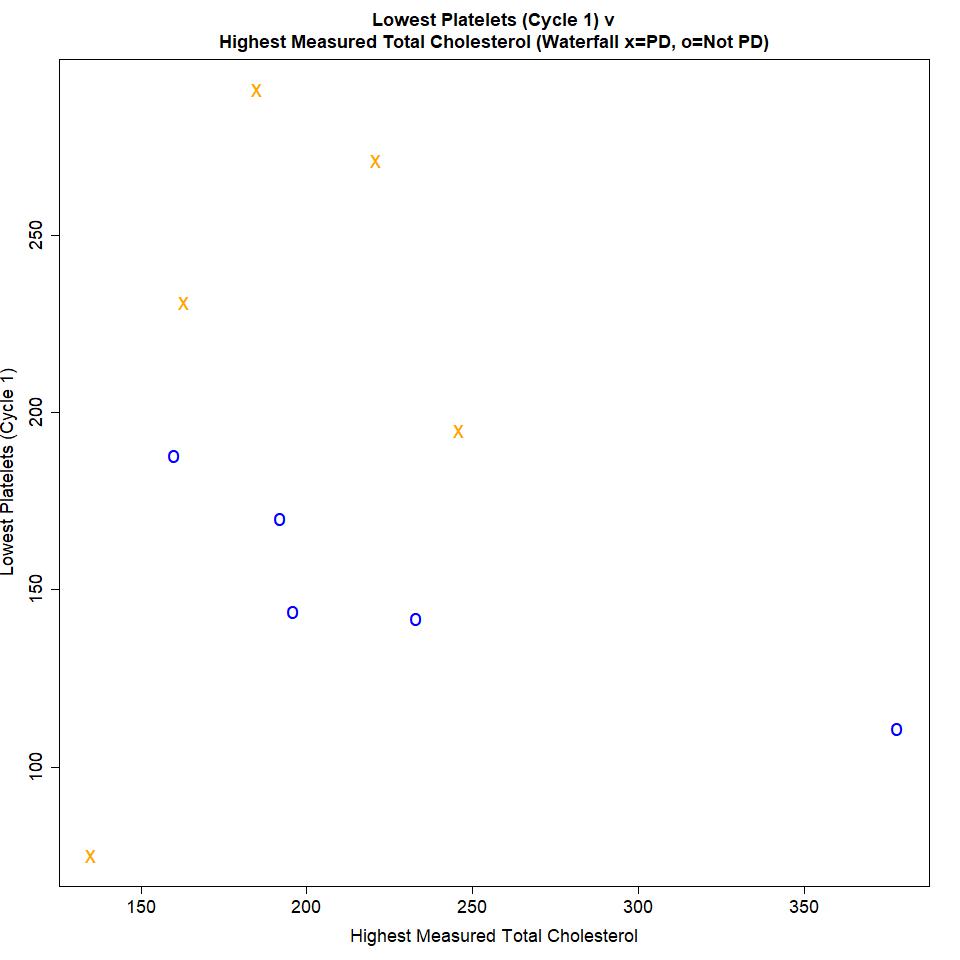 Lowest Platelets (Cycle 1) v
Highest Measured Total Cholesterol (Waterfall x=PD, o=Not PD)
Lowest Platelets (Cycle 1)
250
200
150
100
X
X
X
X
O
O
O
O
O
X
150 200 250 300 350
Highest Measured Total Cholesterol